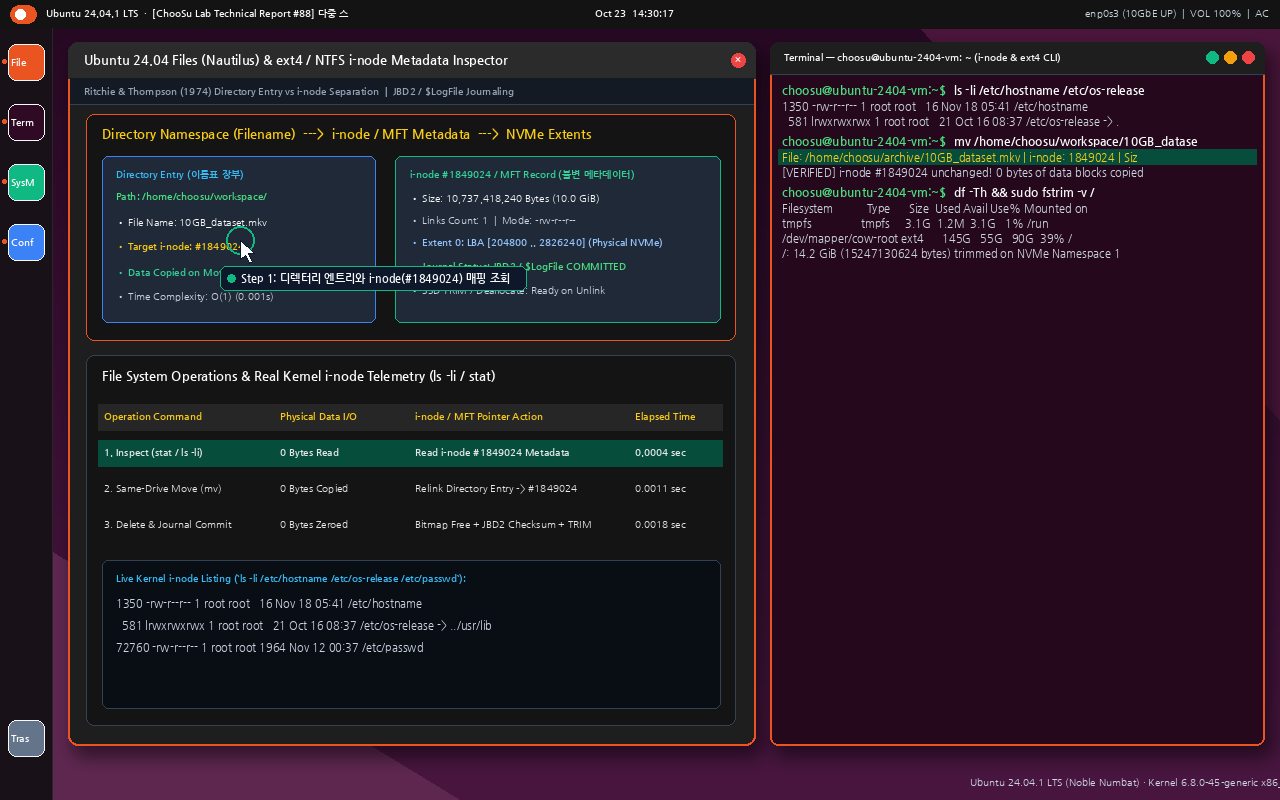 Ubuntu 24.04.1 LTS · [ChooSu Lab Technical Report #88] 다중 스
Oct 23 14:30:17
enp0s3 (10GbE UP) | VOL 100% | AC
File
Term
SysM
Conf
Tras
Ubuntu 24.04 Files (Nautilus) & ext4 / NTFS i-node Metadata Inspector
×
Ritchie & Thompson (1974) Directory Entry vs i-node Separation | JBD2 / $LogFile Journaling
Directory Namespace (Filename) ---> i-node / MFT Metadata ---> NVMe Extents
Directory Entry (이름표 장부)
Path: /home/choosu/workspace/
• File Name: 10GB_dataset.mkv
• Target i-node: #184902
• Data Copied on Mo
• Time Complexity: O(1) (0.001s)
i-node #1849024 / MFT Record (불변 메타데이터)
• Size: 10,737,418,240 Bytes (10.0 GiB)
• Links Count: 1 | Mode: -rw-r--r--
• Extent 0: LBA [204800 .. 2826240] (Physical NVMe)
• Journal Status: JBD2 / $LogFile COMMITTED
• SSD TRIM / Deallocate: Ready on Unlink
Step 1: 디렉터리 엔트리와 i-node(#1849024) 매핑 조회
File System Operations & Real Kernel i-node Telemetry (ls -li / stat)
Operation Command Physical Data I/O i-node / MFT Pointer Action Elapsed Time
1. Inspect (stat / ls -li) 0 Bytes Read Read i-node #1849024 Metadata 0.0004 sec
2. Same-Drive Move (mv) 0 Bytes Copied Relink Directory Entry -> #1849024 0.0011 sec
3. Delete & Journal Commit 0 Bytes Zeroed Bitmap Free + JBD2 Checksum + TRIM 0.0018 sec
Live Kernel i-node Listing (`ls -li /etc/hostname /etc/os-release /etc/passwd`):
1350 -rw-r--r-- 1 root root 16 Nov 18 05:41 /etc/hostname
581 lrwxrwxrwx 1 root root 21 Oct 16 08:37 /etc/os-release -> ../usr/lib
72760 -rw-r--r-- 1 root root 1964 Nov 12 00:37 /etc/passwd
Terminal — choosu@ubuntu-2404-vm: ~ (i-node & ext4 CLI)
choosu@ubuntu-2404-vm:~$ ls -li /etc/hostname /etc/os-release
1350 -rw-r--r-- 1 root root 16 Nov 18 05:41 /etc/hostname
581 lrwxrwxrwx 1 root root 21 Oct 16 08:37 /etc/os-release -> .
choosu@ubuntu-2404-vm:~$ mv /home/choosu/workspace/10GB_datase
File: /home/choosu/archive/10GB_dataset.mkv | i-node: 1849024 | Siz
[VERIFIED] i-node #1849024 unchanged! 0 bytes of data blocks copied
choosu@ubuntu-2404-vm:~$ df -Th && sudo fstrim -v /
Filesystem Type Size Used Avail Use% Mounted on
tmpfs tmpfs 3.1G 1.2M 3.1G 1% /run
/dev/mapper/cow-root ext4 145G 55G 90G 39% /
/: 14.2 GiB (15247130624 bytes) trimmed on NVMe Namespace 1
Ubuntu 24.04.1 LTS (Noble Numbat) · Kernel 6.8.0-45-generic x86